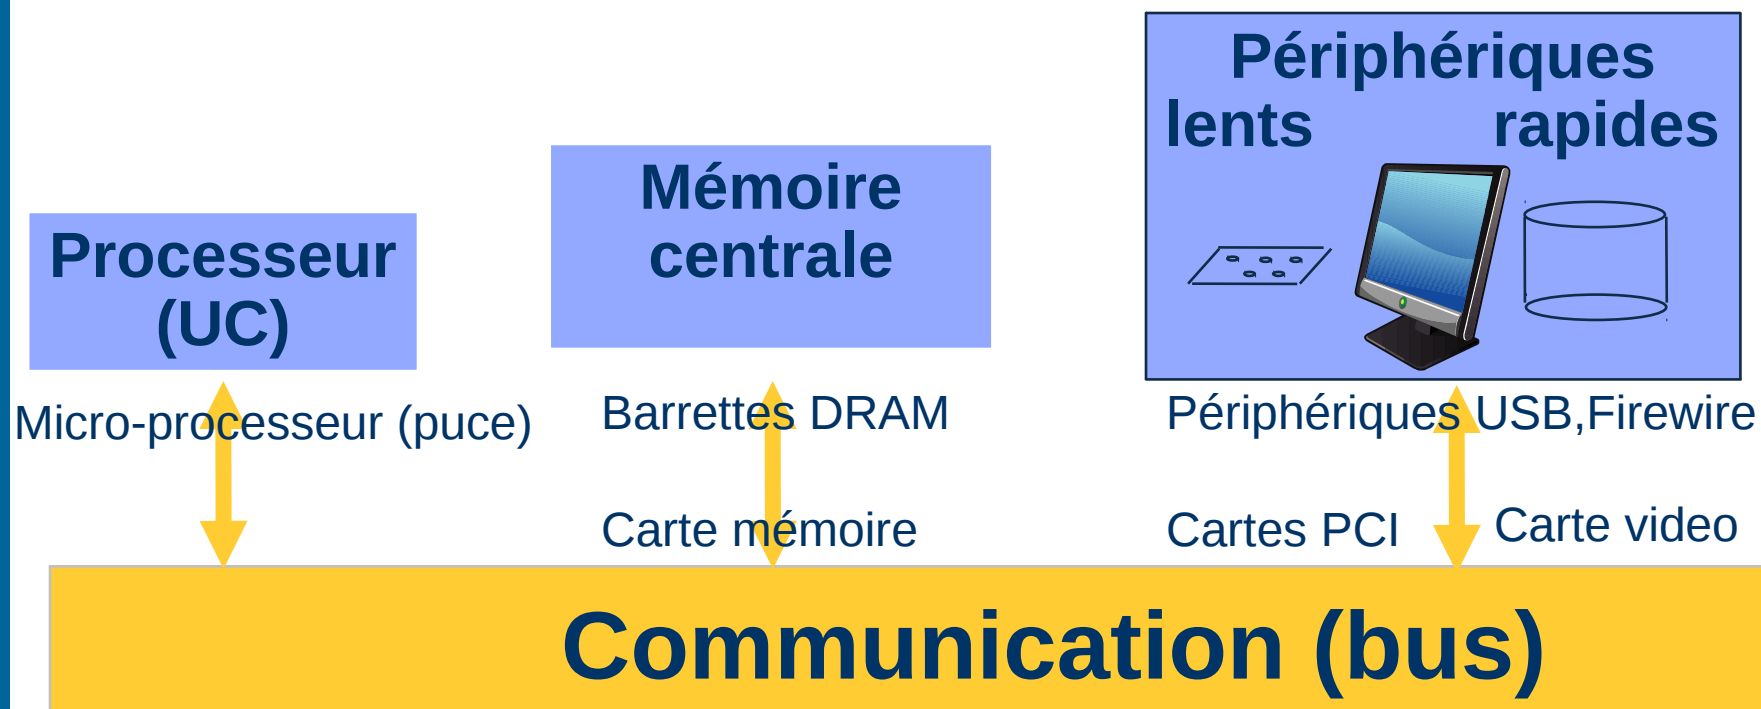 Processeur
(UC)
Micro-processeur (puce)
Mémoire
centrale
Barrettes DRAM
Carte mémoire
Périphériques
lents rapides
Périphériques USB,Firewire
Cartes PCI
Carte video
Communication (bus)